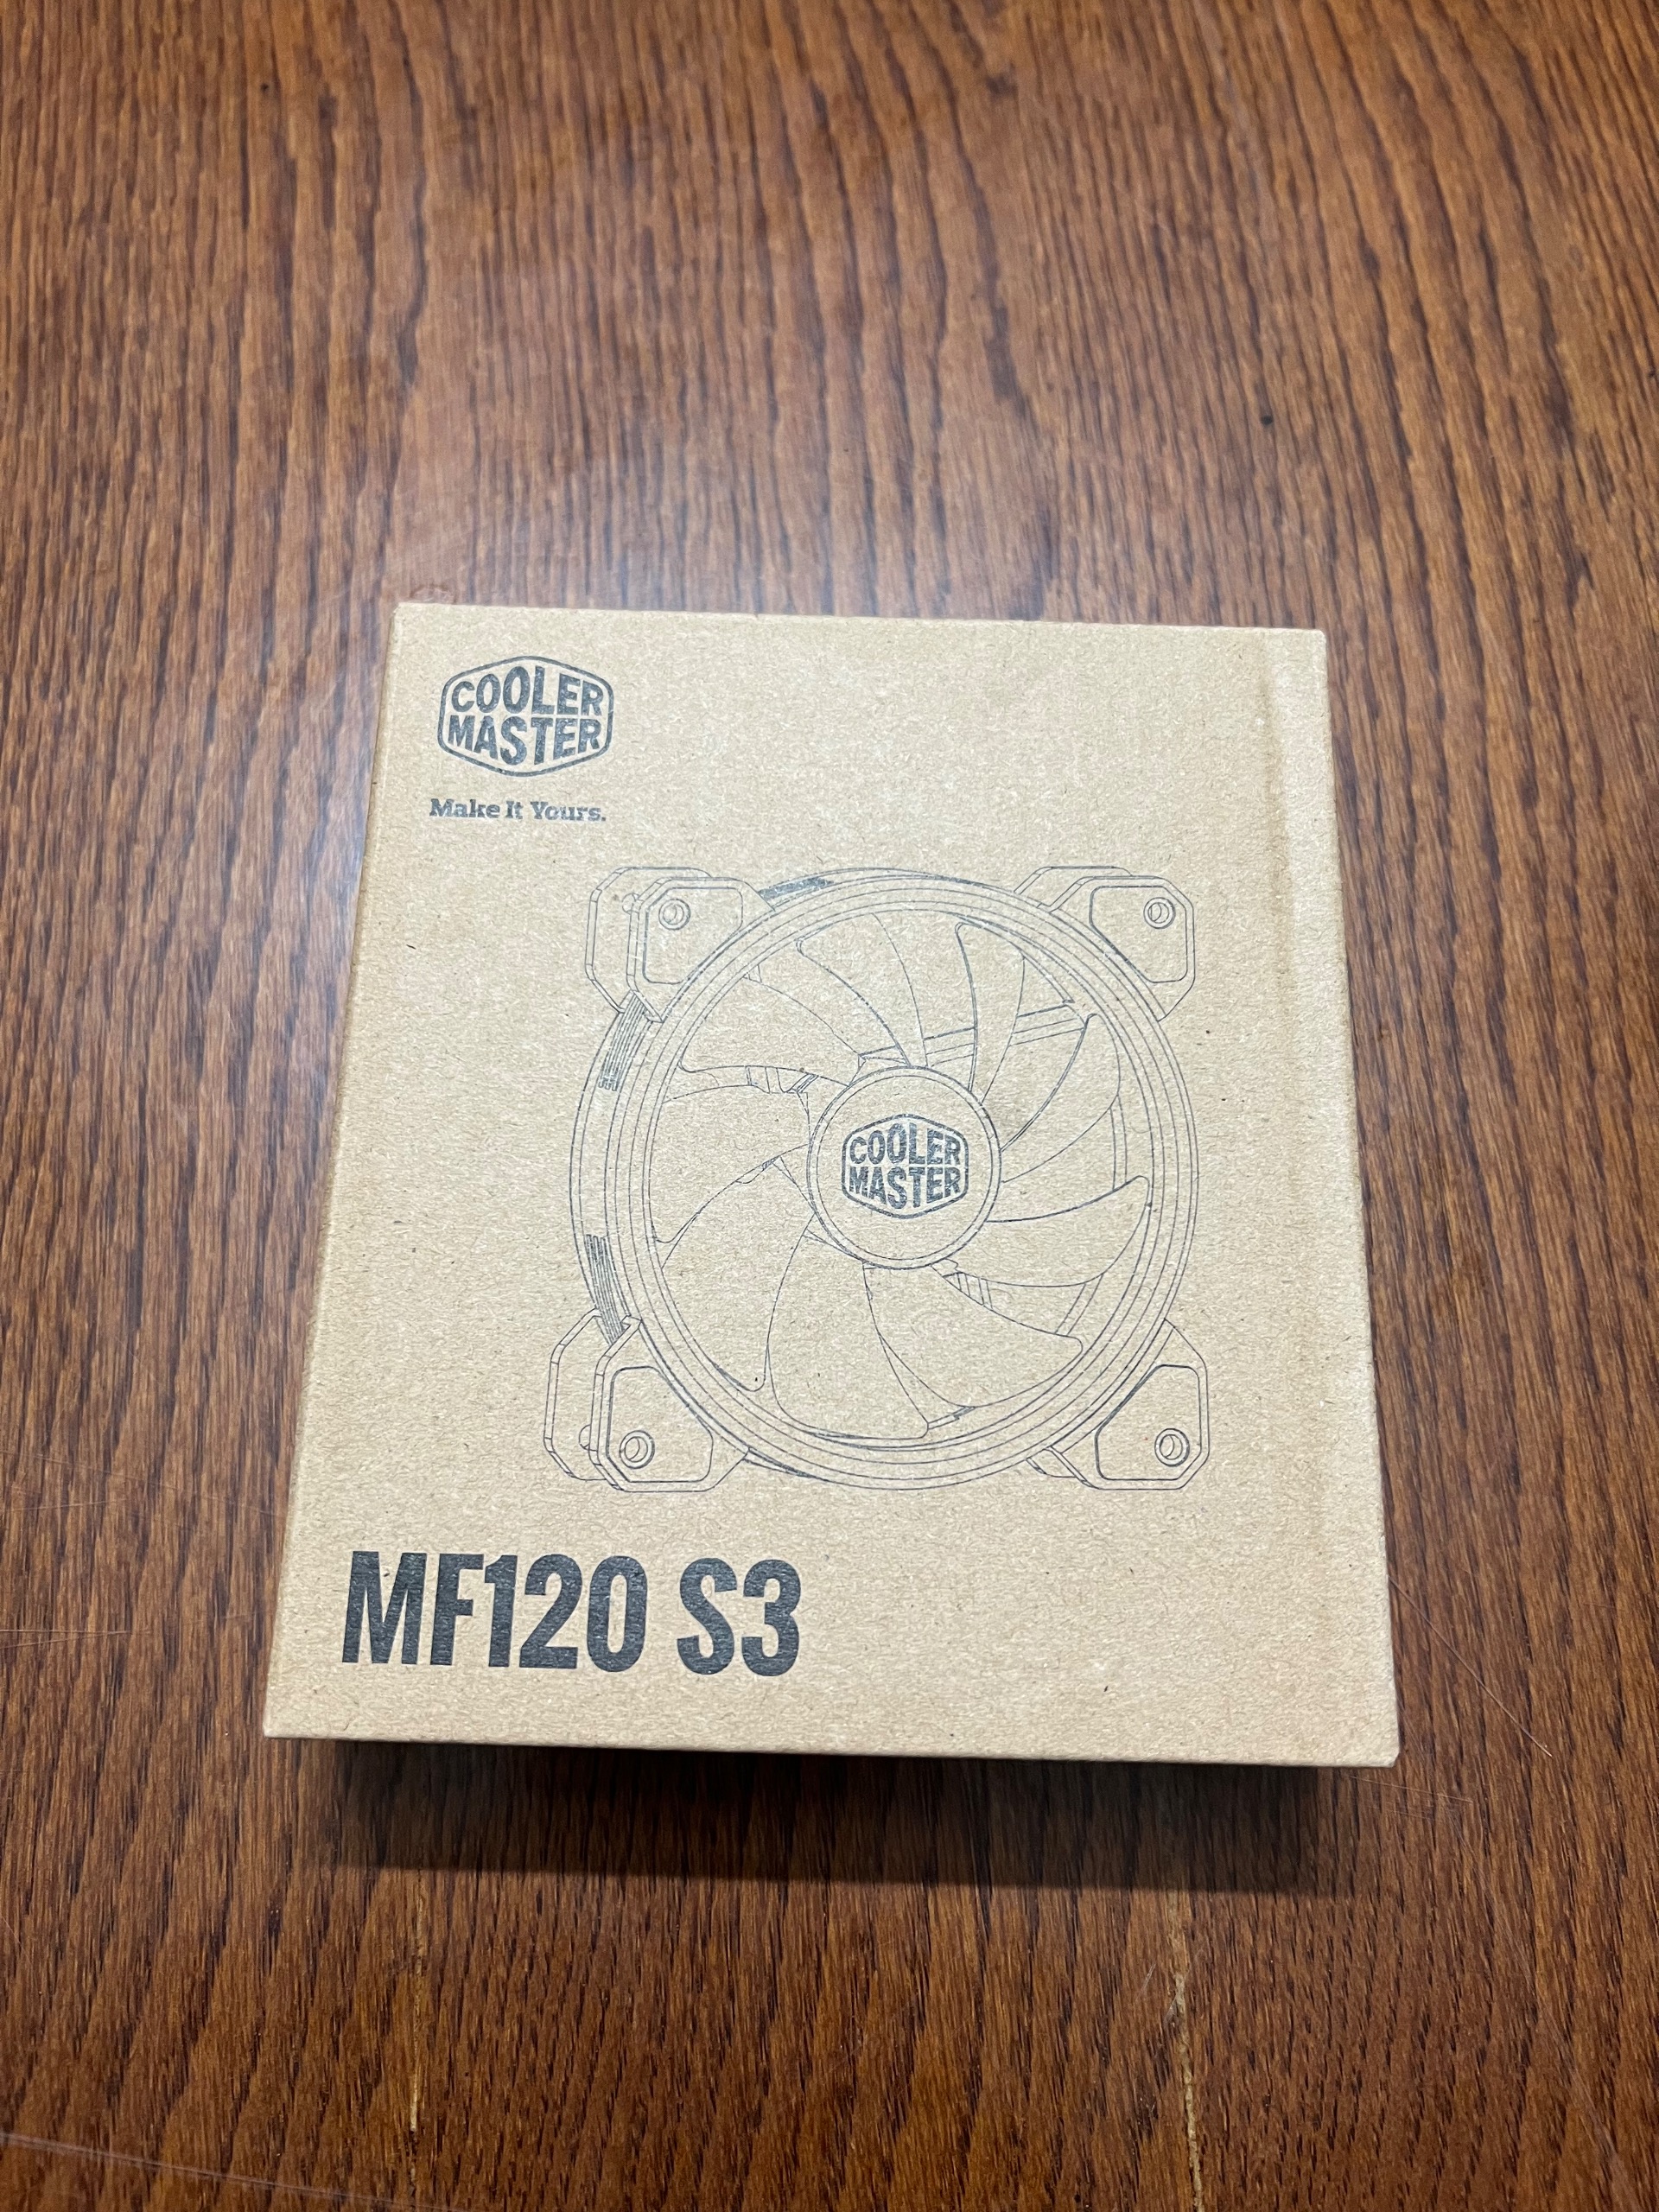 COOLER
MASTER
Make It Yours.
COOLER
MASTER
MF120 S3